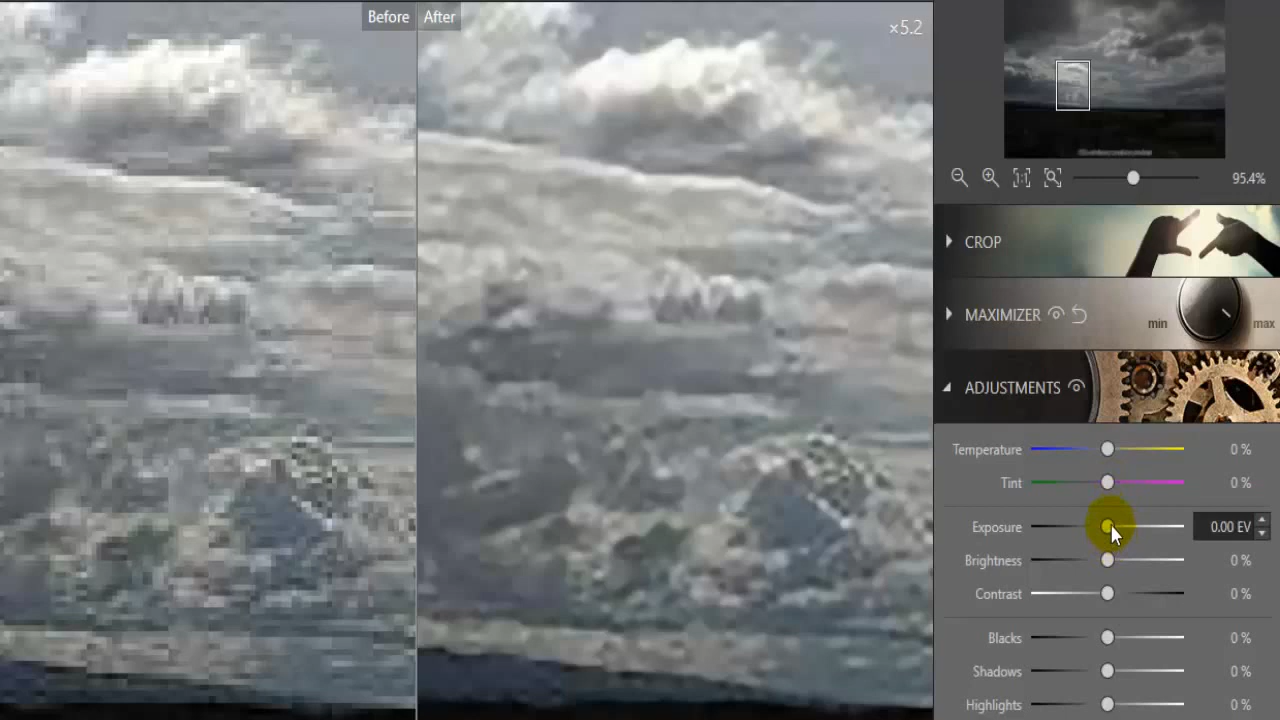 Before After
×5.2
95.4%
CROP
MAXIMIZER
min max
ADJUSTMENTS
Temperature 0 %
Tint 0 %
Exposure 0.00 EV
Brightness 0 %
Contrast 0 %
Blacks 0 %
Shadows 0 %
Highlights 0 %